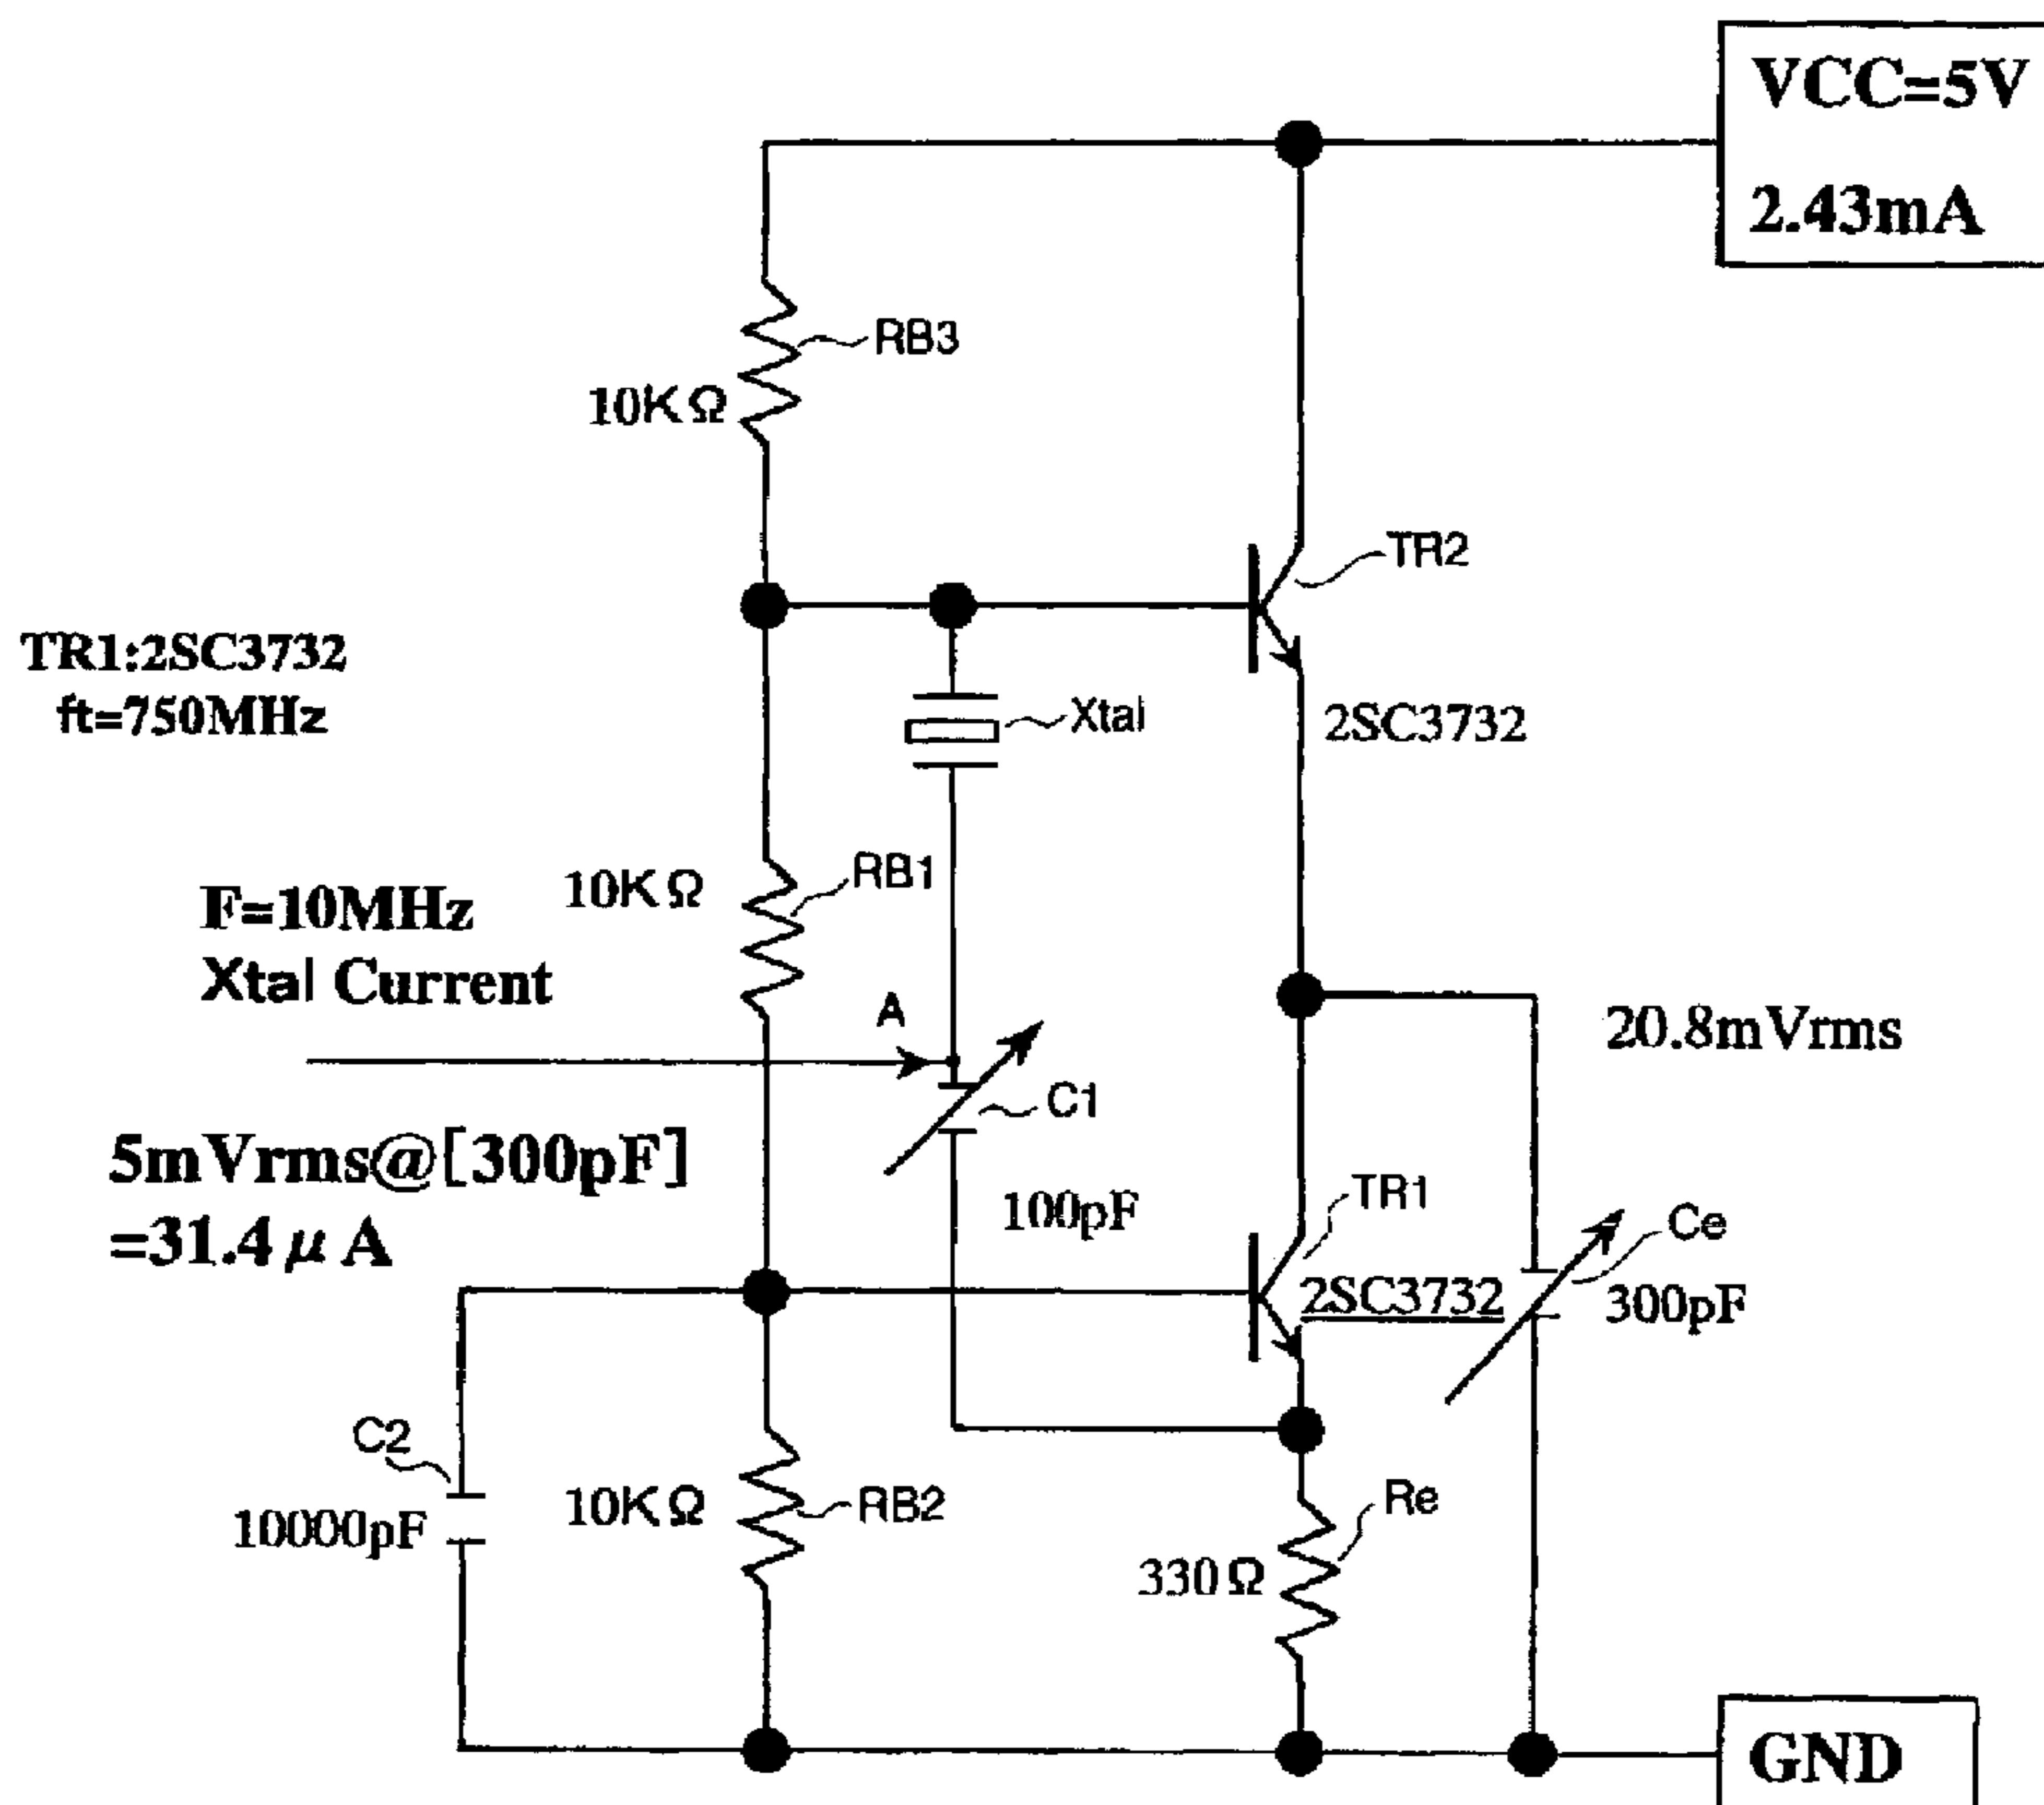 VCC=5V
2.43mA
RB3
10KΩ
TR2
TR1:2SC3732
ft=750MHz
Xtal
2SC3732
RB1
10KΩ
F=10MHz
Xtal Current
A
20.8mVrms
C1
5mVrms@[300pF]
=31.4μA
100pF
TR1
Ce
2SC3732
300pF
C2
10000pF
10KΩ
RB2
Re
330Ω
GND